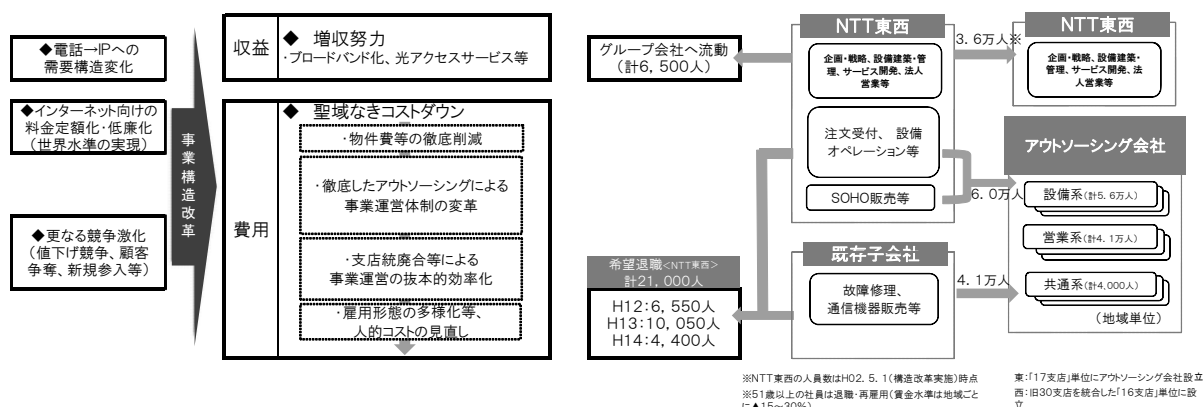 ◆電話→IPへの
需要構造変化
◆インターネット向けの
料金定額化・低廉化
(世界水準の実現)
◆更なる競争激化
(値下げ競争、顧客
争奪、新規参入等)
事業構造改革
収益
◆ 増収努力
・ブロードバンド化、光アクセスサービス等
費用
◆ 聖域なきコストダウン
・物件費等の徹底削減
・徹底したアウトソーシングによる
事業運営体制の変革
・支店統廃合等による
事業運営の抜本的効率化
・雇用形態の多様化等、
人的コストの見直し
グループ会社へ流動
(計6,500人)
希望退職<NTT東西>
計21,000人
H12:6,550人
H13:10,050人
H14:4,400人
NTT東西
企画・戦略、設備建築・管
理、サービス開発、法人
営業等
注文受付、 設備
オペレーション等
SOHO販売等
既存子会社
故障修理、
通信機器販売等
3.6万人※
6.0万人
4.1万人
NTT東西
企画・戦略、設備建築・
管理、サービス開発、法
人営業等
アウトソーシング会社
設備系(計5.6万人)
営業系(計4.1万人)
共通系(計4,000人)
(地域単位)
※NTT東西の人員数はH02.5.1(構造改革実施)時点
※51歳以上の社員は退職・再雇用(賃金水準は地域ごと
に▲15~30%)
東:「17支店」単位にアウトソーシング会社設立
西:旧30支店を統合した「16支店」単位に設
立